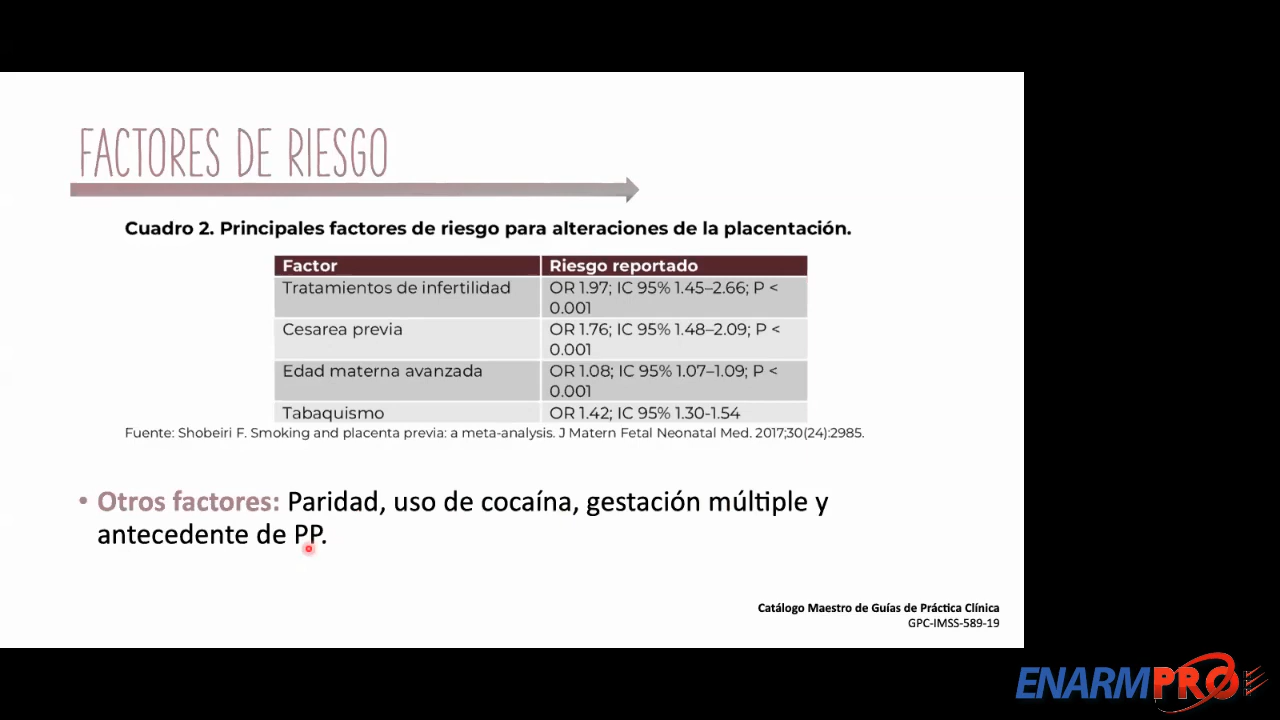 FACTORES DE RIESGO
Cuadro 2. Principales factores de riesgo para alteraciones de la placentación.
Factor Riesgo reportado
Tratamientos de infertilidad OR 1.97; IC 95% 1.45–2.66; P <
0.001
Cesarea previa OR 1.76; IC 95% 1.48–2.09; P <
0.001
Edad materna avanzada OR 1.08; IC 95% 1.07–1.09; P <
0.001
Tabaquismo OR 1.42; IC 95% 1.30-1.54
Fuente: Shobeiri F. Smoking and placenta previa: a meta-analysis. J Matern Fetal Neonatal Med. 2017;30(24):2985.
• Otros factores: Paridad, uso de cocaína, gestación múltiple y
antecedente de PP.
Catálogo Maestro de Guías de Práctica Clínica
GPC-IMSS-589-19
ENARMPRO